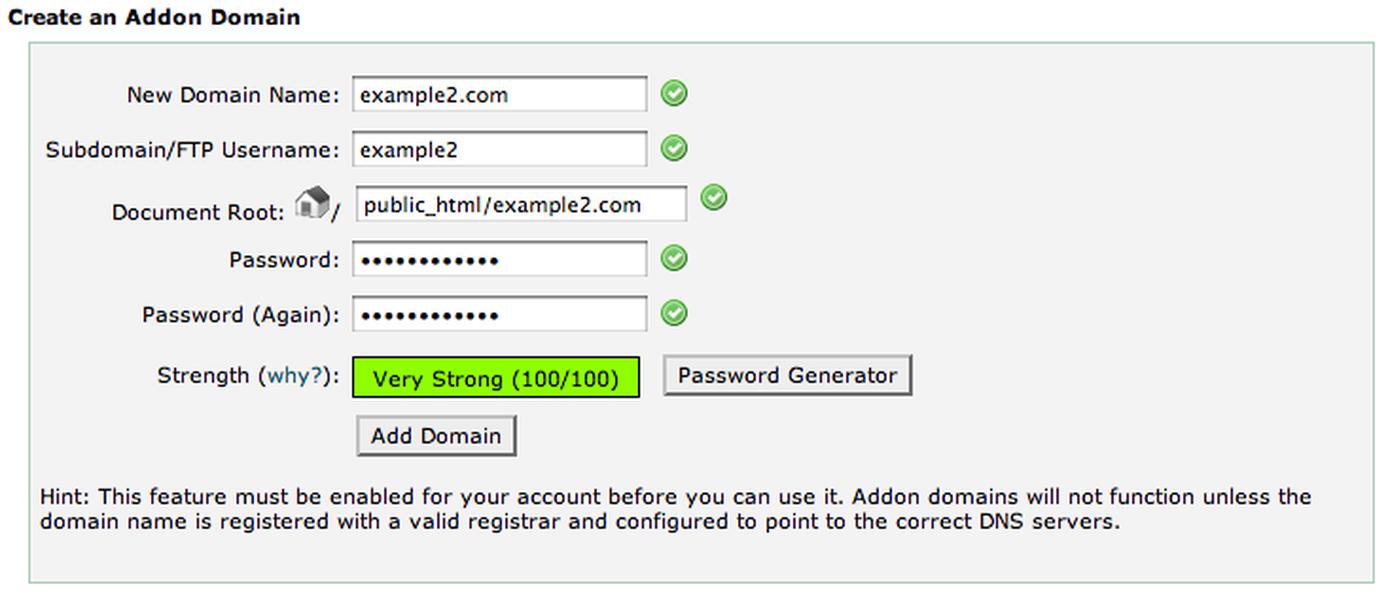 Create an Addon Domain
New Domain Name: example2.com
Subdomain/FTP Username: example2
Document Root: / public_html/example2.com
Password: ••••••••••••
Password (Again): ••••••••••••
Strength (why?): Very Strong (100/100) Password Generator
Add Domain
Hint: This feature must be enabled for your account before you can use it. Addon domains will not function unless the
domain name is registered with a valid registrar and configured to point to the correct DNS servers.